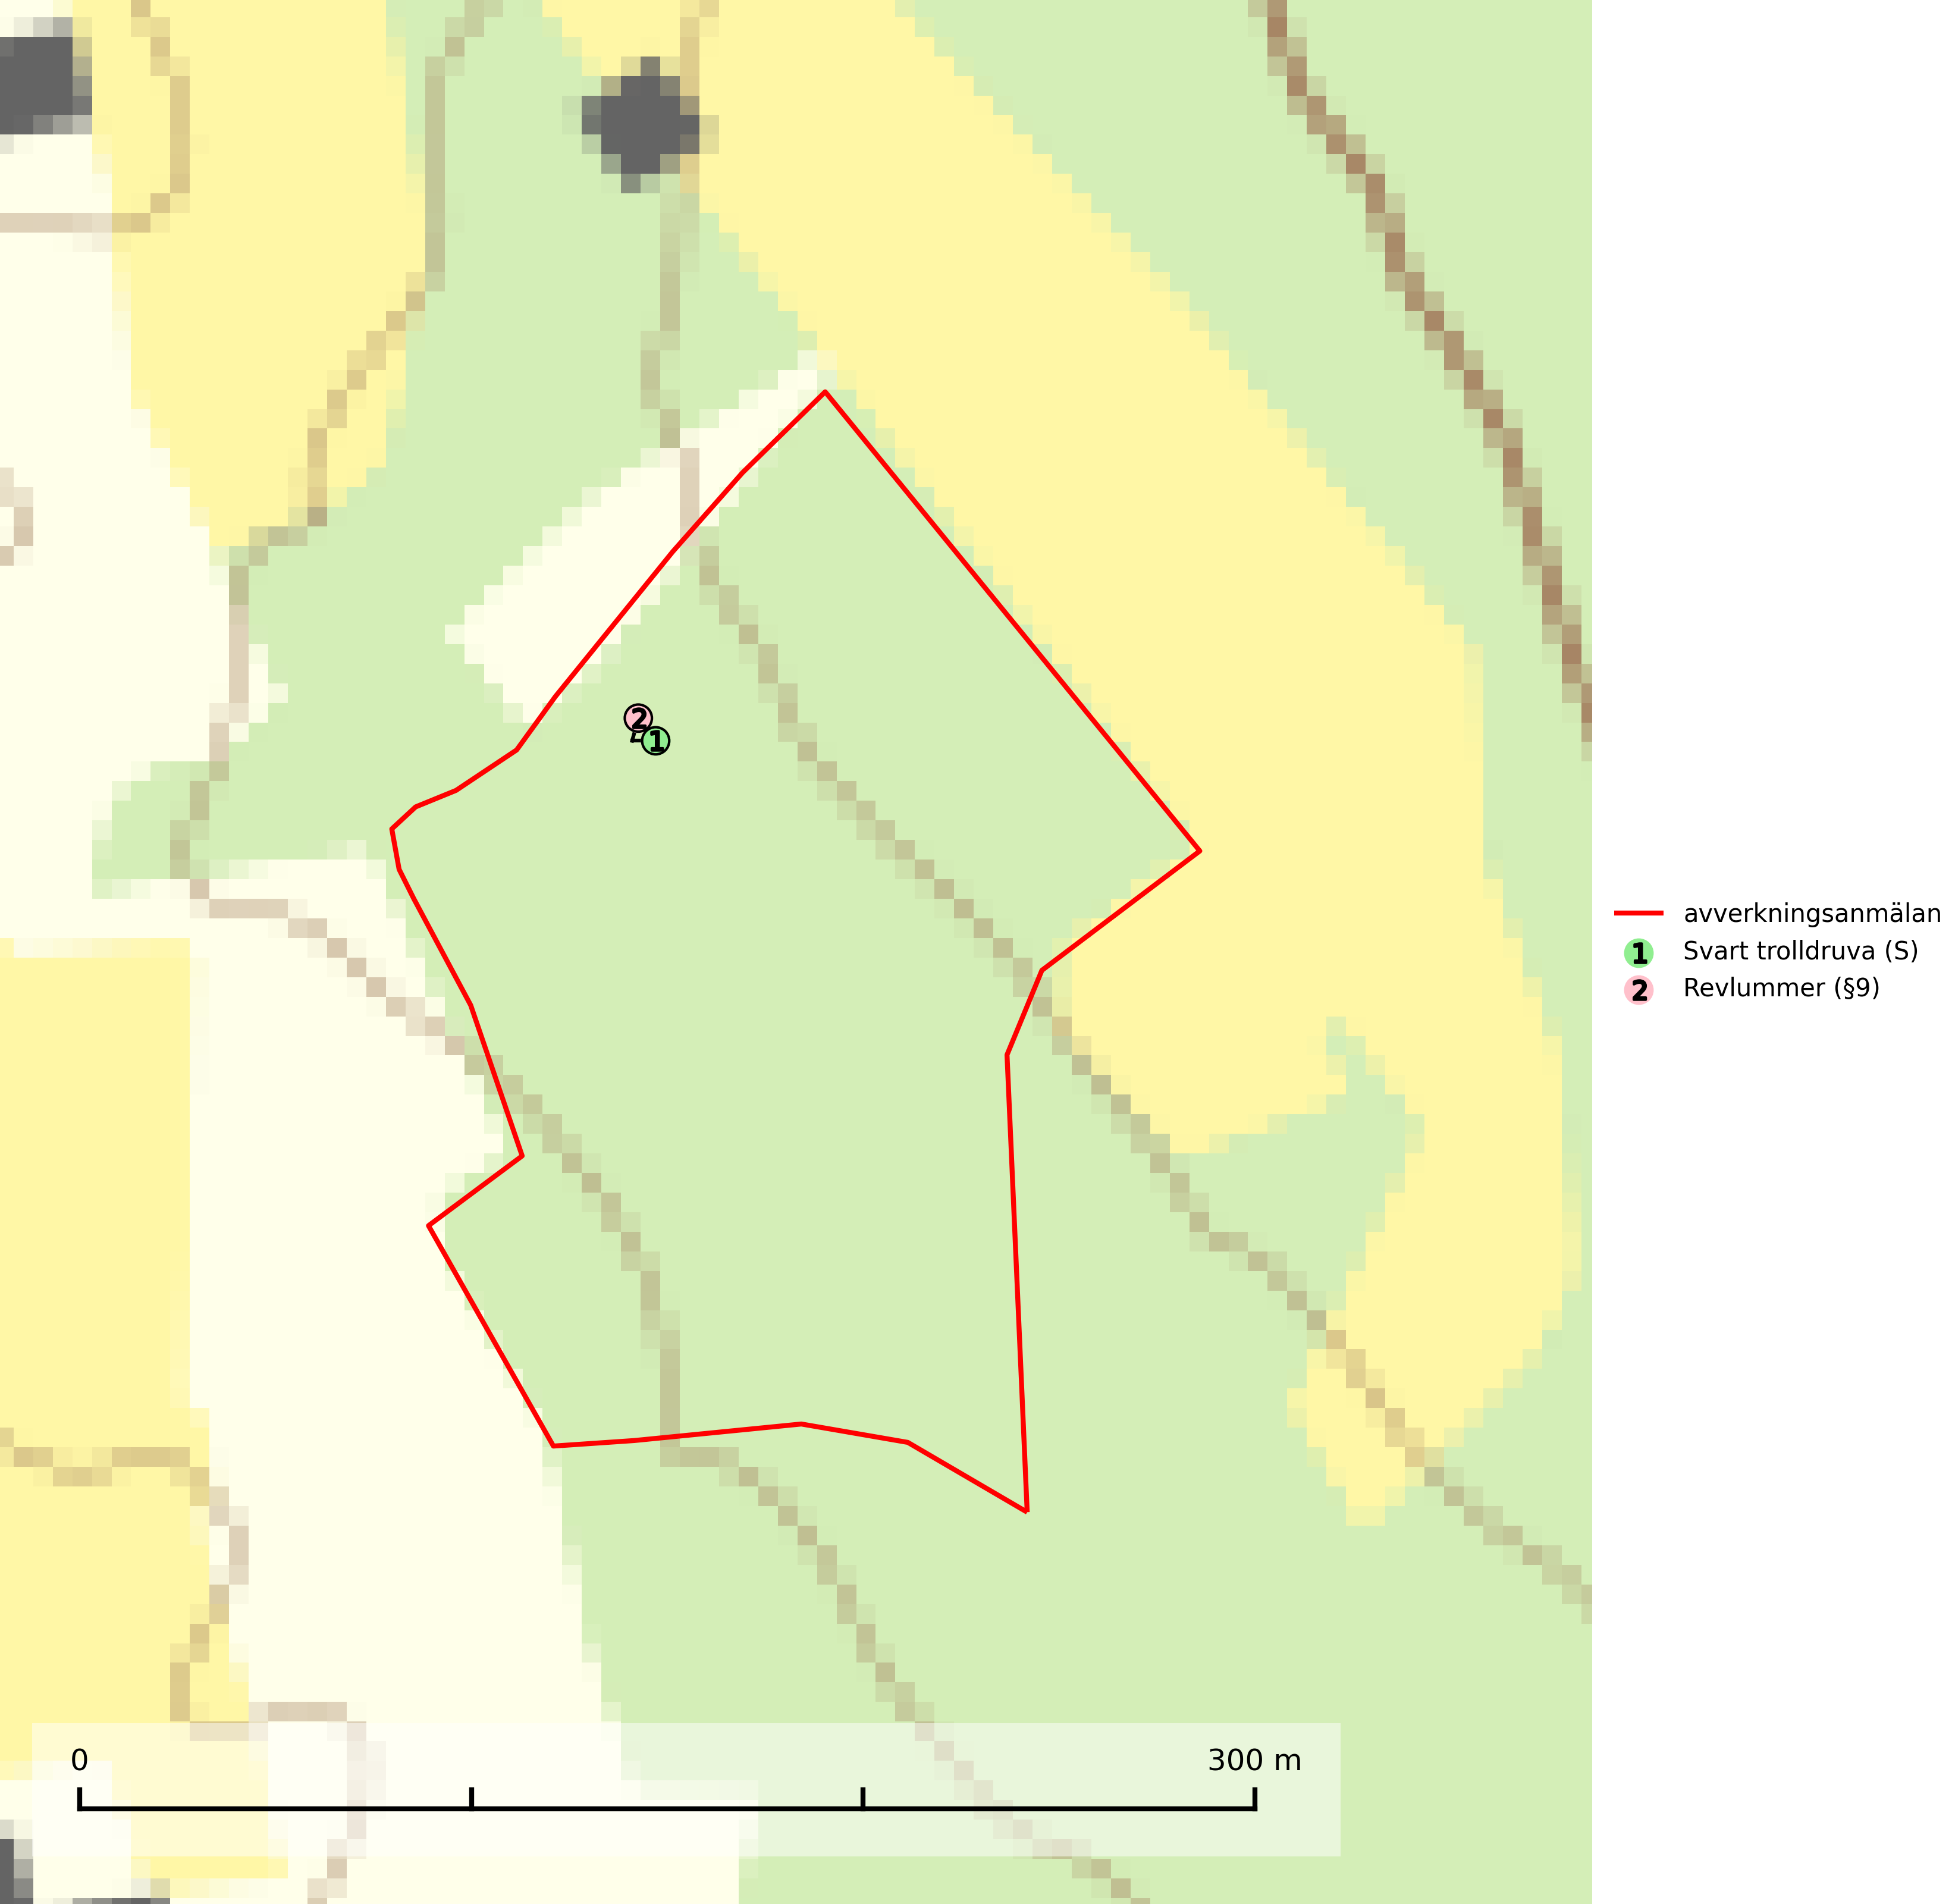 2
1
avverkningsanmälan
1 Svart trolldruva (S)
2 Revlummer (§9)
0 300 m